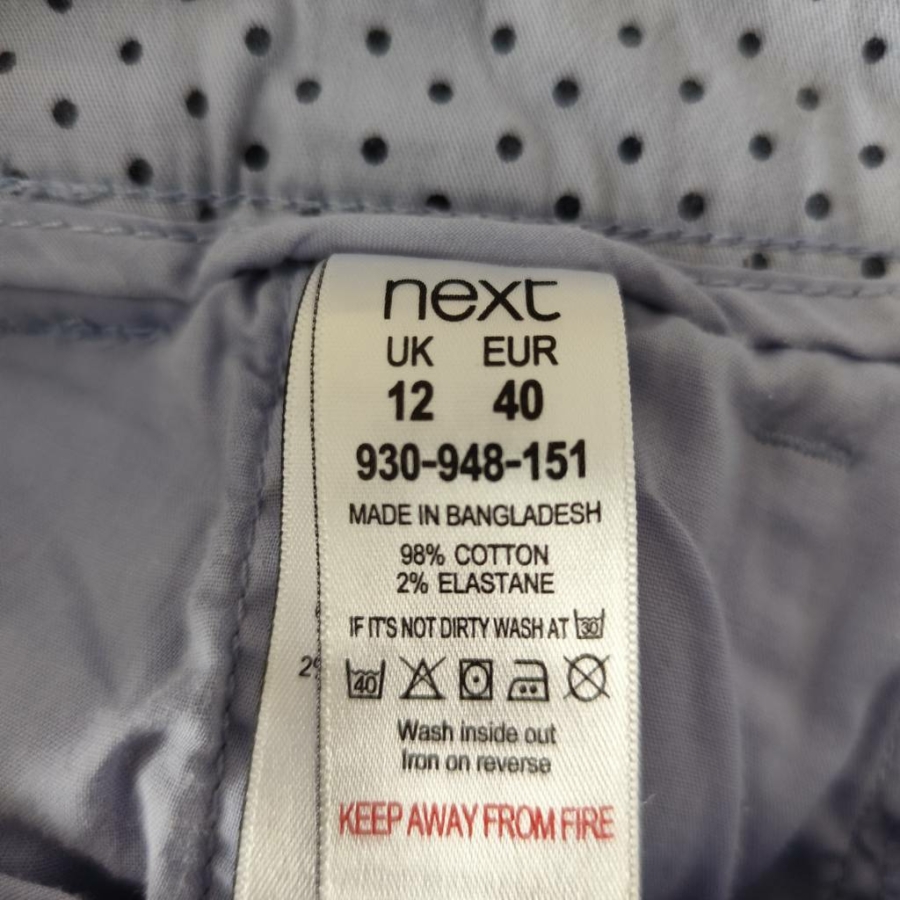 next
UK EUR
12 40
930-948-151
MADE IN BANGLADESH
98% COTTON
2% ELASTANE
IF IT'S NOT DIRTY WASH AT 30
40
Wash inside out
Iron on reverse
KEEP AWAY FROM FIRE